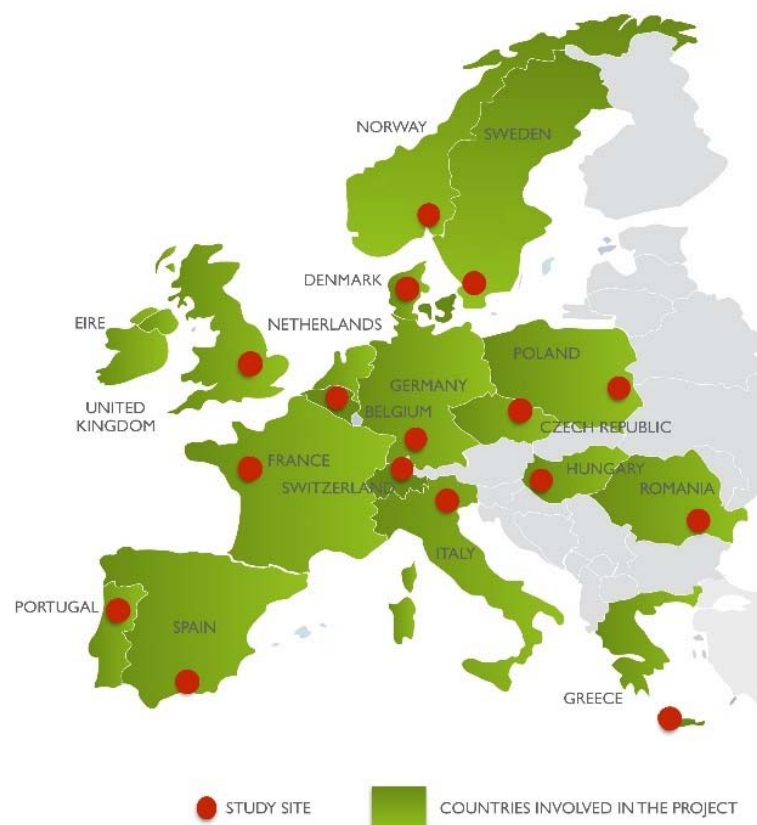 NORWAY
SWEDEN
DENMARK
NETHERLANDS
EIRE
POLAND
GERMANY
UNITED
KINGDOM
BELGIUM
CZECH REPUBLIC
FRANCE
HUNGARY
SWITZERLAND
ROMANIA
ITALY
PORTUGAL
SPAIN
GREECE
STUDY SITE
COUNTRIES INVOLVED IN THE PROJECT